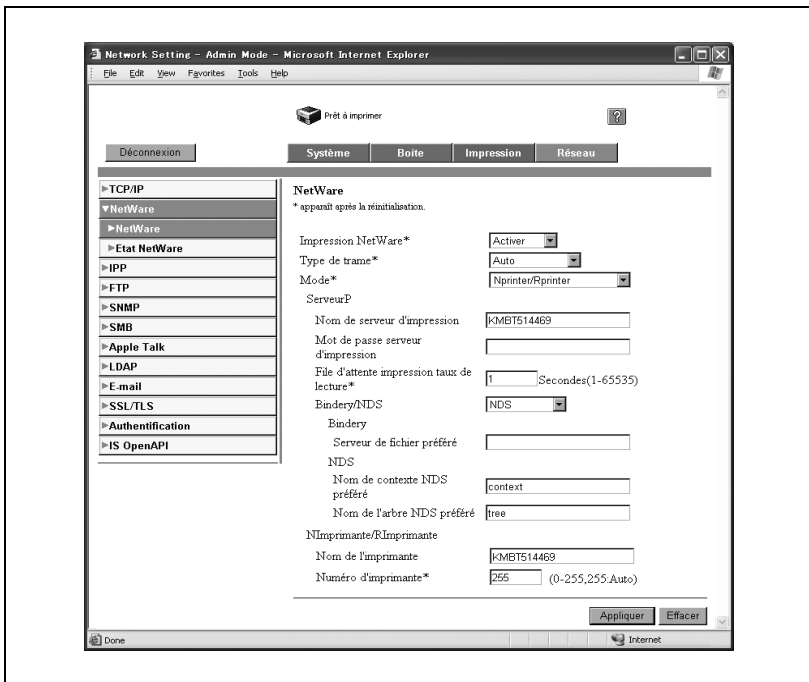 Network Setting - Admin Mode - Microsoft Internet Explorer
File Edit View Favorites Tools Help
Prêt à imprimer
?
Déconnexion
Système Boîte Impression Réseau
TCP/IP
NetWare
NetWare
Etat NetWare
IPP
FTP
SNMP
SMB
Apple Talk
LDAP
E-mail
SSL/TLS
Authentification
IS OpenAPI
NetWare
* apparaît après la réinitialisation.
Impression NetWare* Activer
Type de trame* Auto
Mode* Nprinter/Rprinter
ServeurP
Nom de serveur d'impression KMBT514469
Mot de passe serveur
d'impression
File d'attente impression taux de
lecture* 1 Secondes(1-65535)
Bindery/NDS NDS
Bindery
Serveur de fichier préféré
NDS
Nom de contexte NDS
préféré context
Nom de l'arbre NDS préféré tree
NImprimante/RImprimante
Nom de l'imprimante KMBT514469
Numéro d'imprimante* 255 (0-255,255:Auto)
Appliquer Effacer
Done Internet